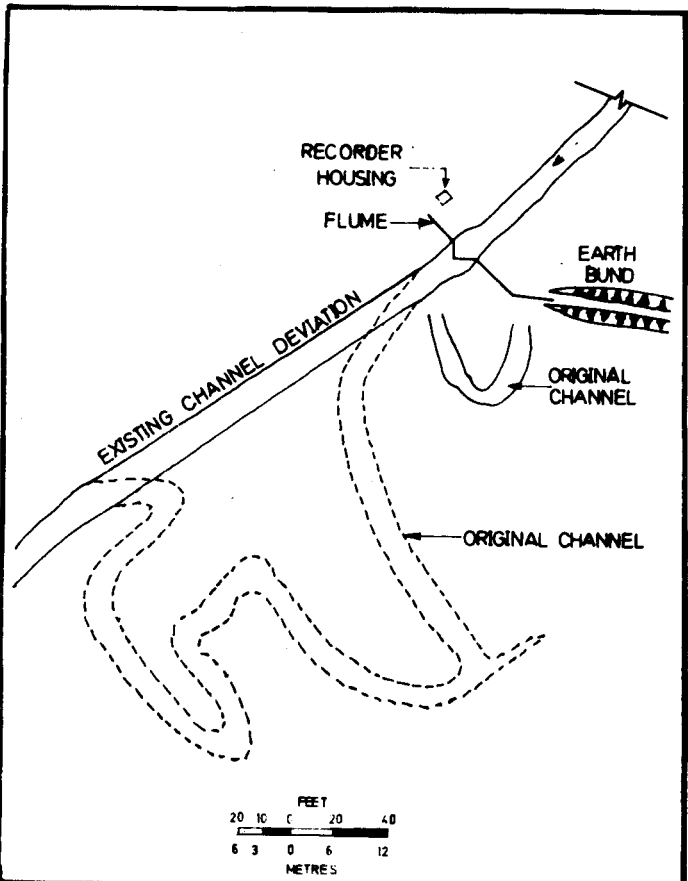 RECORDER
HOUSING
FLUME
EARTH
BUND
EXISTING CHANNEL DEVIATION
ORIGINAL
CHANNEL
ORIGINAL CHANNEL
FEET
20 10 0 20 40
6 3 0 6 12
METRES